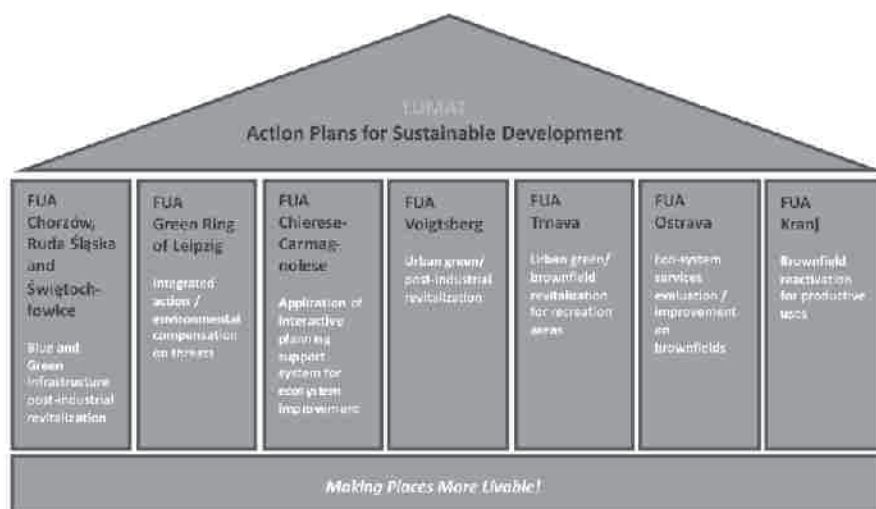 LUMAT
Action Plans for Sustainable Development
FUA
Chorzów,
Ruda Śląska
and
Świętoch-
łowice
Blue and
Green
Infrastructure
post-industrial
revitalization
FUA
Green Ring
of Leipzig
Integrated
action /
environmental
compensation
on threats
FUA
Chierese-
Carmag-
nolese
Application of
interactive
planning
support
system for
ecosystem
improvement
FUA
Voigtsberg
Urban green/
post-industrial
revitalization
FUA
Trnava
Urban green/
brownfield
revitalization
for recreation
areas
FUA
Ostrava
Eco-system
services
evaluation /
improvement
on
brownfields
FUA
Kranj
Brownfield
reactivation
for productive
uses
Making Places More Livable!